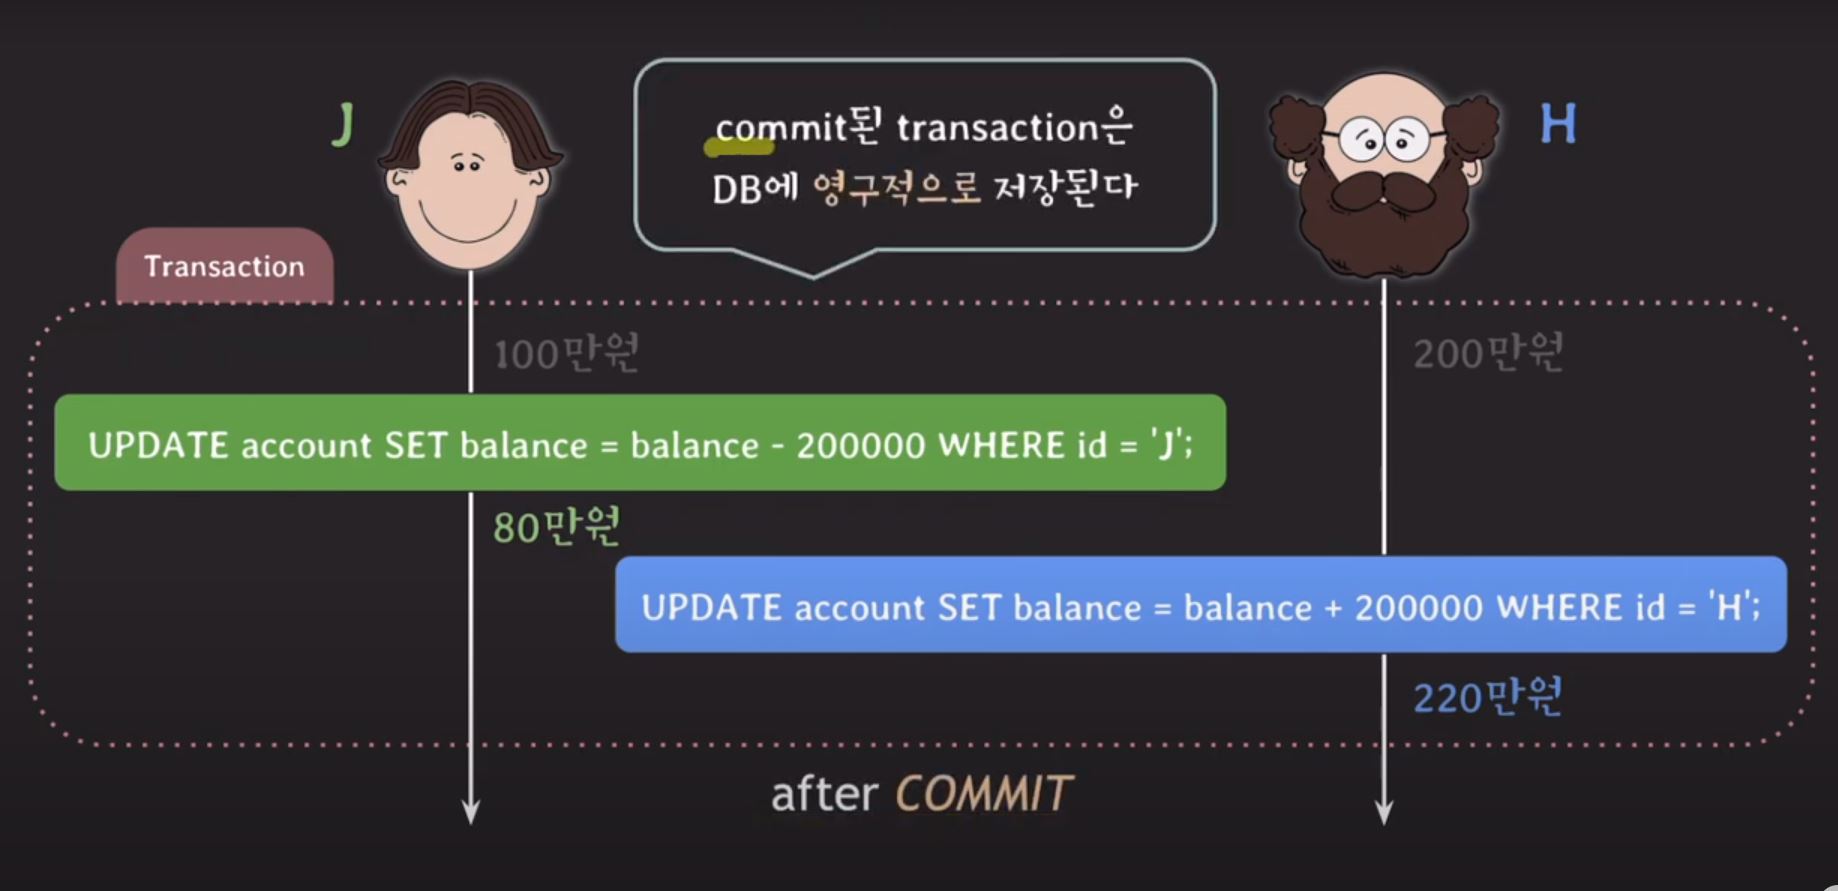 J
commit된 transaction은
DB에 영구적으로 저장된다
H
Transaction
100만원
200만원
UPDATE account SET balance = balance - 200000 WHERE id = 'J';
80만원
UPDATE account SET balance = balance + 200000 WHERE id = 'H';
220만원
after COMMIT